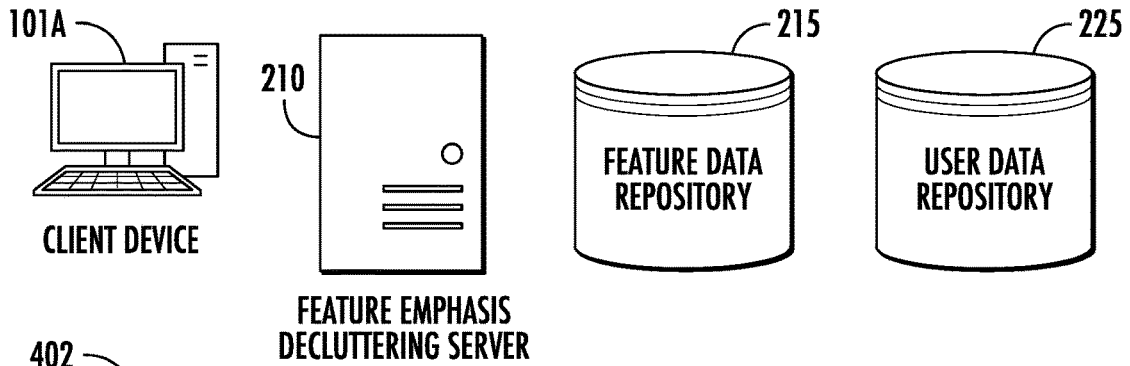 101A
210
215
225
FEATURE DATA
REPOSITORY
USER DATA
REPOSITORY
CLIENT DEVICE
FEATURE EMPHASIS
DECLUTTERING SERVER
402